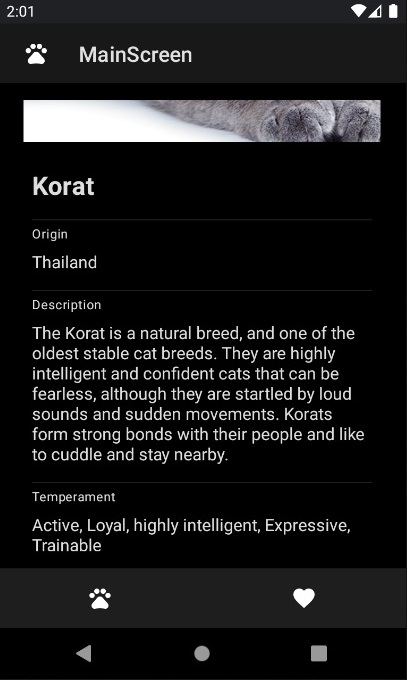 2:01
MainScreen
Korat
Origin
Thailand
Description
The Korat is a natural breed, and one of the
oldest stable cat breeds. They are highly
intelligent and confident cats that can be
fearless, although they are startled by loud
sounds and sudden movements. Korats
form strong bonds with their people and like
to cuddle and stay nearby.
Temperament
Active, Loyal, highly intelligent, Expressive,
Trainable